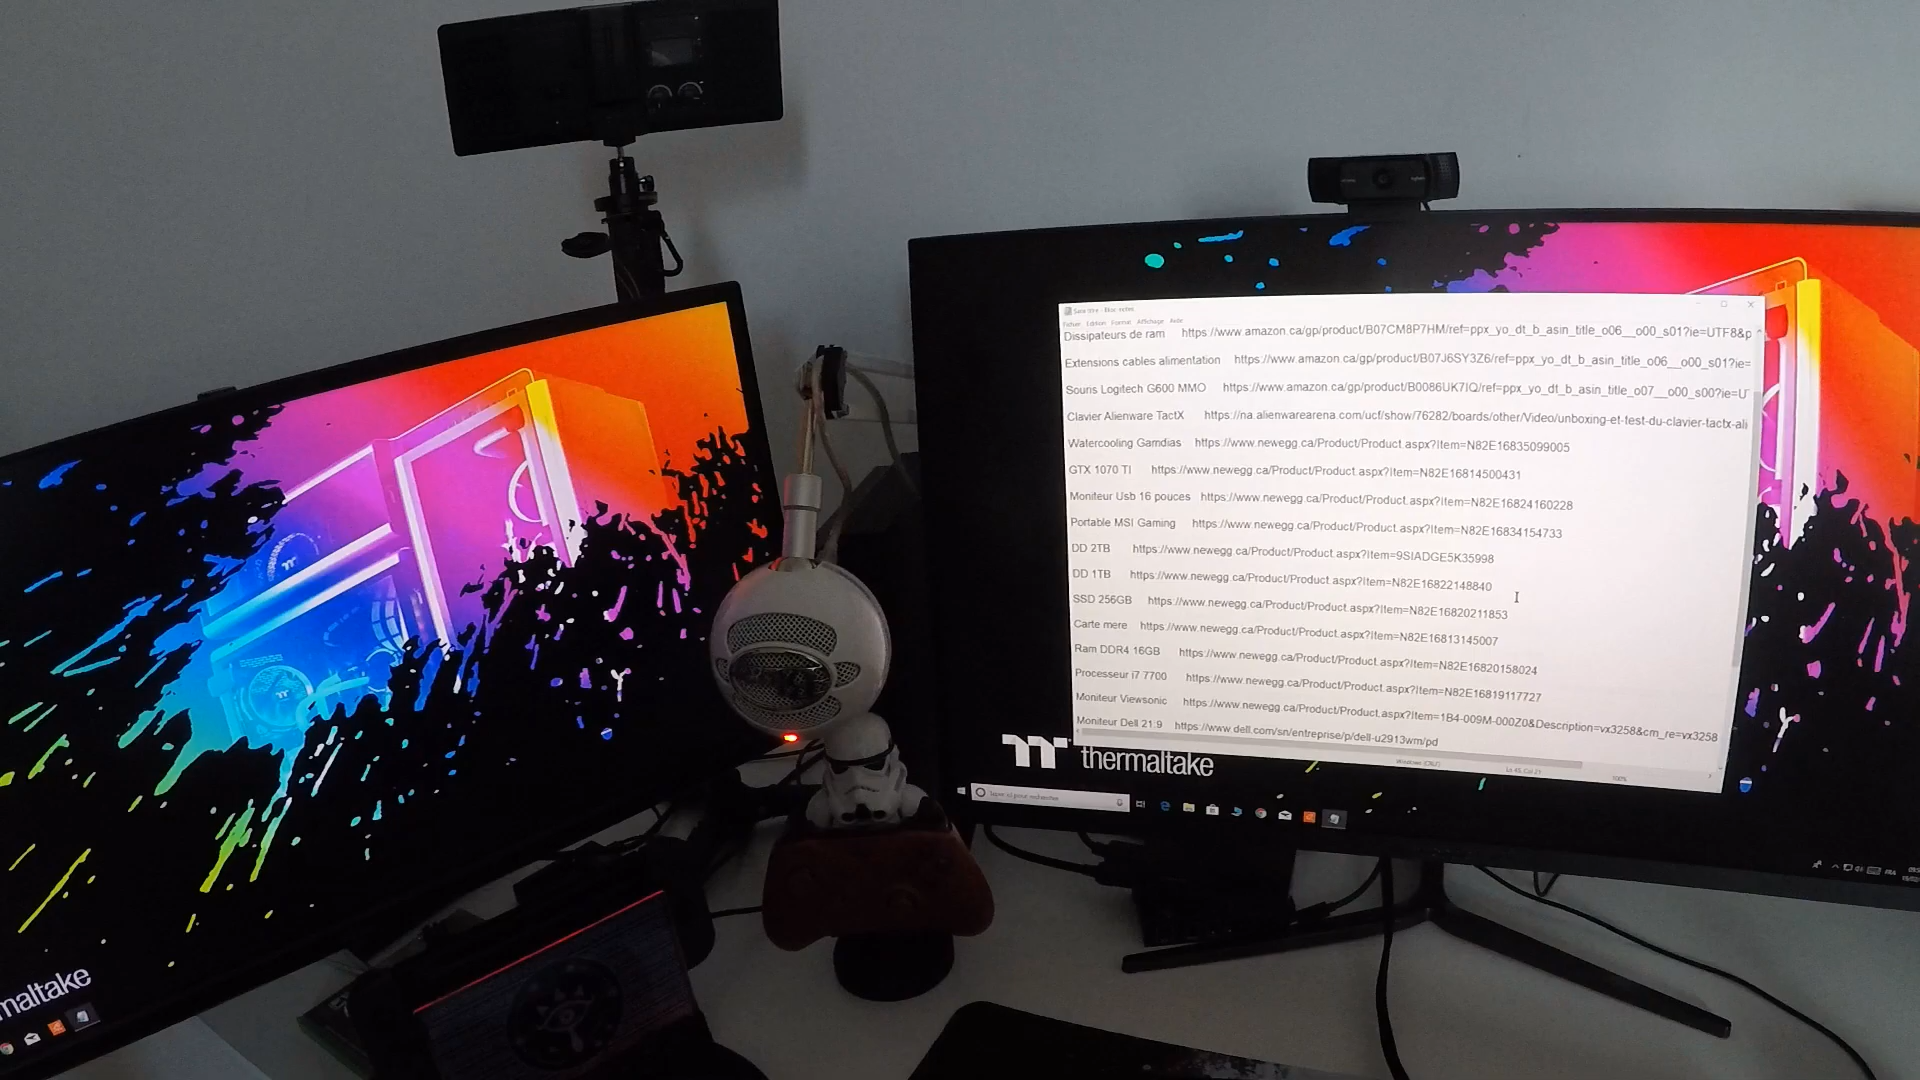 Fichier Edition Format Affichage Aide
Dissipateurs de ram https://www.amazon.ca/gp/product/B07CM8P7HM/ref=ppx_yo_dt_b_asin_title_o06__o00_s01?ie=UTF8&p
Extensions cables alimentation https://www.amazon.ca/gp/product/B07J6SY3Z6/ref=ppx_yo_dt_b_asin_title_o06__o00_s01?ie=
Souris Logitech G600 MMO https://www.amazon.ca/gp/product/B0086UK7IQ/ref=ppx_yo_dt_b_asin_title_o07__o00_s00?ie=U
Clavier Alienware TactX https://na.alienwarearena.com/ucf/show/76282/boards/other/Video/unboxing-et-test-du-clavier-tactx-ali
Watercooling Gamdias https://www.newegg.ca/Product/Product.aspx?Item=N82E16835099005
GTX 1070 TI https://www.newegg.ca/Product/Product.aspx?Item=N82E16814500431
Moniteur Usb 16 pouces https://www.newegg.ca/Product/Product.aspx?Item=N82E16824160228
Portable MSI Gaming https://www.newegg.ca/Product/Product.aspx?Item=N82E16834154733
DD 2TB https://www.newegg.ca/Product/Product.aspx?Item=9SIADGE5K35998
DD 1TB https://www.newegg.ca/Product/Product.aspx?Item=N82E16822148840
SSD 256GB https://www.newegg.ca/Product/Product.aspx?Item=N82E16820211853
Carte mere https://www.newegg.ca/Product/Product.aspx?Item=N82E16813145007
Ram DDR4 16GB https://www.newegg.ca/Product/Product.aspx?Item=N82E16820158024
Processeur i7 7700 https://www.newegg.ca/Product/Product.aspx?Item=N82E16819117727
Moniteur Viewsonic https://www.newegg.ca/Product/Product.aspx?Item=1B4-009M-000Z0&Description=vx3258&cm_re=vx3258
Moniteur Dell 21:9 https://www.dell.com/sn/entreprise/p/dell-u2913wm/pd
100%
thermaltake
maltake